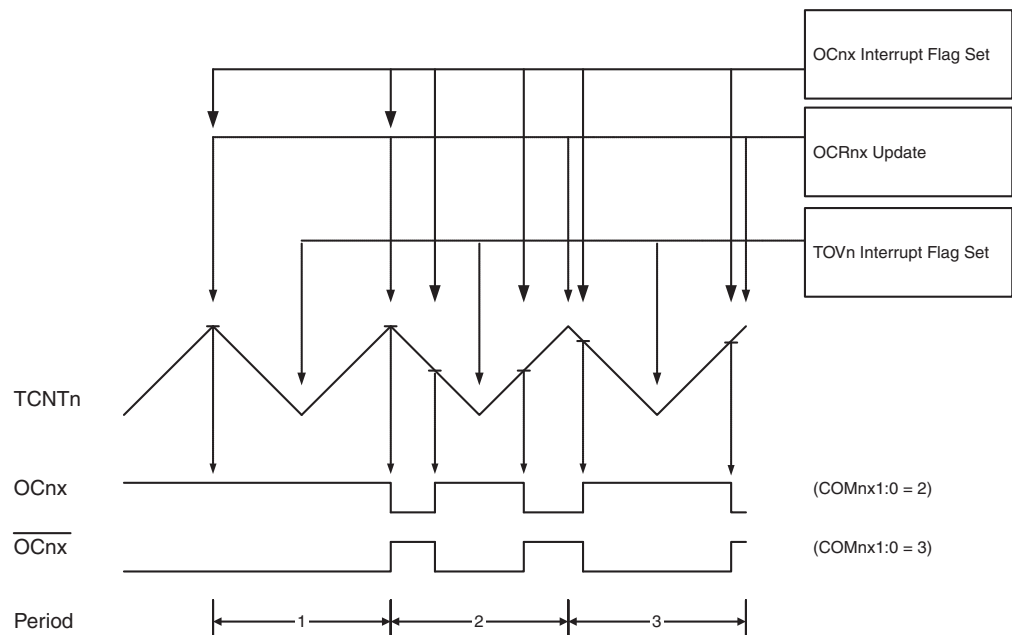 OCnx Interrupt Flag Set
OCRnx Update
TOVn Interrupt Flag Set
TCNTn
OCnx
(COMnx1:0 = 2)
OCnx
(COMnx1:0 = 3)
Period
1
2
3